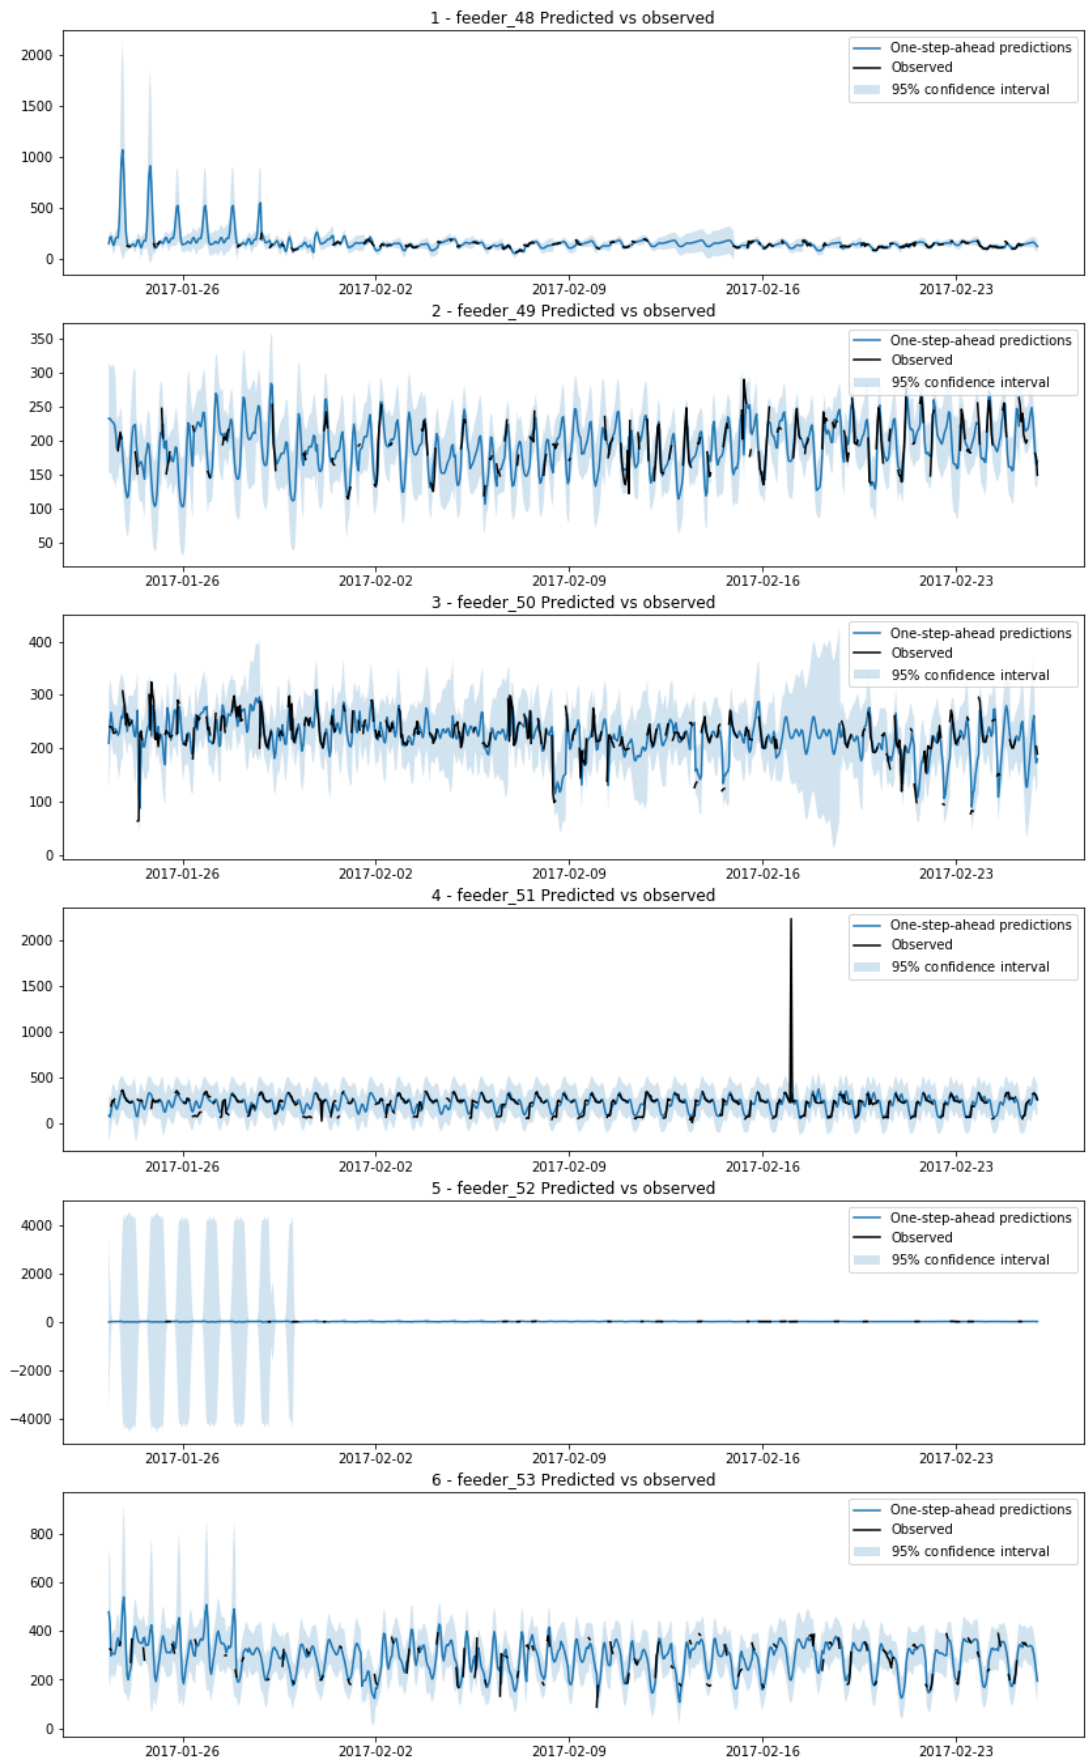 1 - feeder_48 Predicted vs observed
2000
1500
1000
500
0
One-step-ahead predictions
Observed
95% confidence interval
2017-01-26 2017-02-02 2017-02-09 2017-02-16 2017-02-23
2 - feeder_49 Predicted vs observed
350
300
250
200
150
100
50
One-step-ahead predictions
Observed
95% confidence interval
2017-01-26 2017-02-02 2017-02-09 2017-02-16 2017-02-23
3 - feeder_50 Predicted vs observed
400
300
200
100
0
One-step-ahead predictions
Observed
95% confidence interval
2017-01-26 2017-02-02 2017-02-09 2017-02-16 2017-02-23
4 - feeder_51 Predicted vs observed
2000
1500
1000
500
0
One-step-ahead predictions
Observed
95% confidence interval
2017-01-26 2017-02-02 2017-02-09 2017-02-16 2017-02-23
5 - feeder_52 Predicted vs observed
4000
2000
0
−2000
−4000
One-step-ahead predictions
Observed
95% confidence interval
2017-01-26 2017-02-02 2017-02-09 2017-02-16 2017-02-23
6 - feeder_53 Predicted vs observed
800
600
400
200
0
One-step-ahead predictions
Observed
95% confidence interval
2017-01-26 2017-02-02 2017-02-09 2017-02-16 2017-02-23